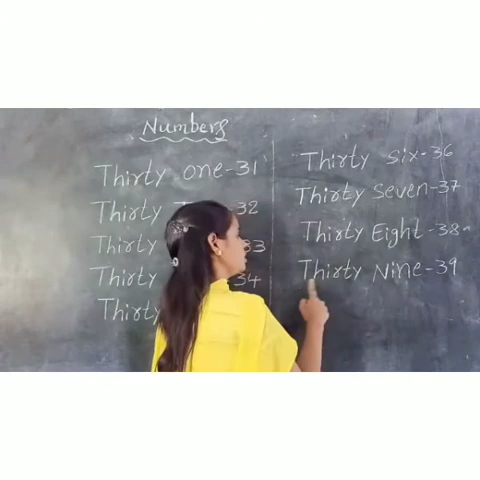 Numbers
Thirty one-31
Thirty 32
Thirty 33
Thirty 34
Thirty
Thirty six-36
Thirty Seven-37
Thirty Eight-38
Thirty Nine-39